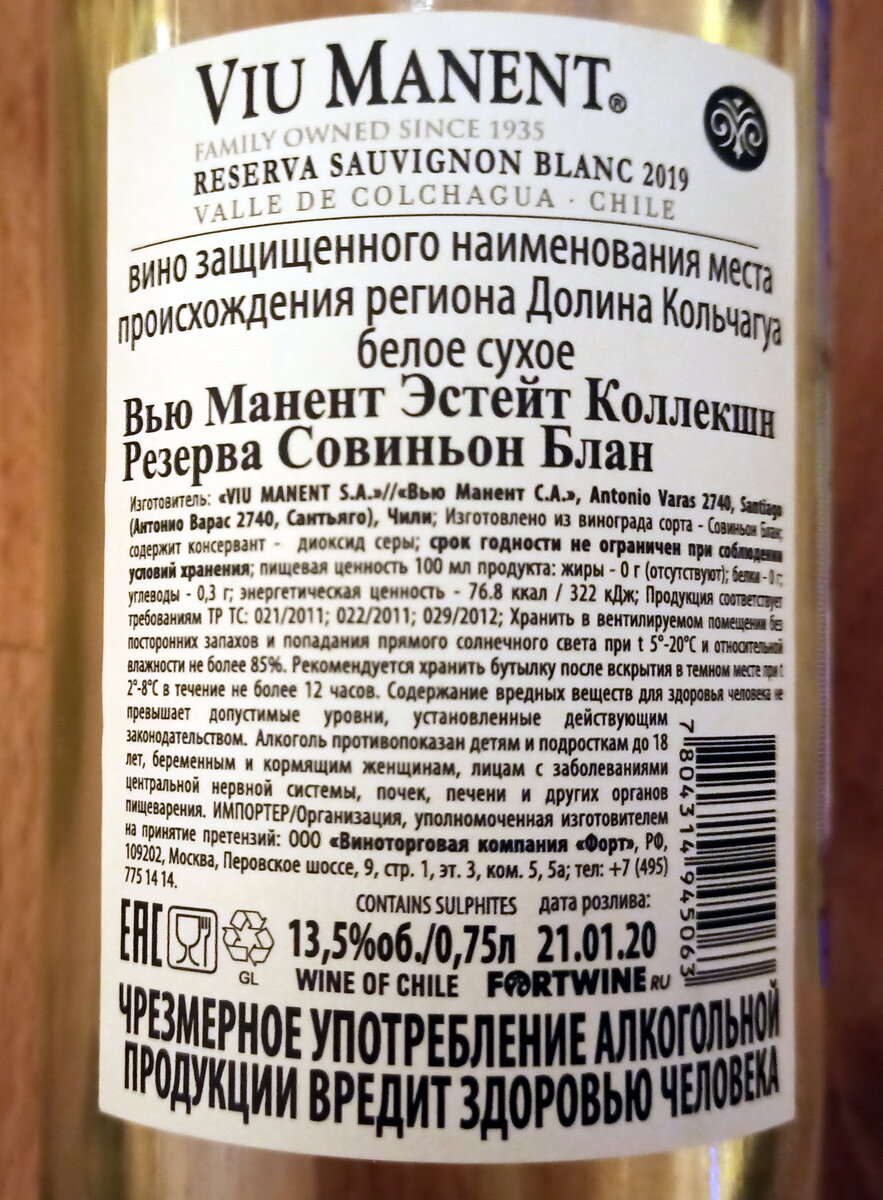 VIU MANENT®
FAMILY OWNED SINCE 1935
RESERVA SAUVIGNON BLANC 2019
VALLE DE COLCHAGUA · CHILE
вино защищенного наименования места
происхождения региона Долина Кольчагуа
белое сухое
Вью Манент Эстейт Коллекшн
Резерва Совиньон Блан
Изготовитель: «VIU MANENT S.A.»//«Вью Манент С.А.», Antonio Varas 2740, Santiago
(Антонио Варас 2740, Сантьяго), Чили; Изготовлено из винограда сорта - Совиньон Блан;
содержит консервант - диоксид серы; срок годности не ограничен при соблюдении
условий хранения; пищевая ценность 100 мл продукта: жиры - 0 г (отсутствуют); белки - 0 г;
углеводы - 0,3 г; энергетическая ценность - 76.8 ккал / 322 кДж; Продукция соответствует
требованиям ТР ТС: 021/2011; 022/2011; 029/2012; Хранить в вентилируемом помещении без
посторонних запахов и попадания прямого солнечного света при t 5°-20°C и относительной
влажности не более 85%. Рекомендуется хранить бутылку после вскрытия в темном месте при t
2°-8°C в течение не более 12 часов. Содержание вредных веществ для здоровья человека не
превышает допустимые уровни, установленные действующим
законодательством. Алкоголь противопоказан детям и подросткам до 18
лет, беременным и кормящим женщинам, лицам с заболеваниями
центральной нервной системы, почек, печени и других органов
пищеварения. ИМПОРТЕР/Организация, уполномоченная изготовителем
на принятие претензий: ООО «Виноторговая компания «Форт», РФ,
109202, Москва, Перовское шоссе, 9, стр. 1, эт. 3, ком. 5, 5а; тел: +7 (495)
775 14 14.
7 804314 945063
CONTAINS SULPHITES дата розлива:
EAC GL 13,5%об./0,75л 21.01.20
WINE OF CHILE FORTWINE.RU
ЧРЕЗМЕРНОЕ УПОТРЕБЛЕНИЕ АЛКОГОЛЬНОЙ
ПРОДУКЦИИ ВРЕДИТ ЗДОРОВЬЮ ЧЕЛОВЕКА